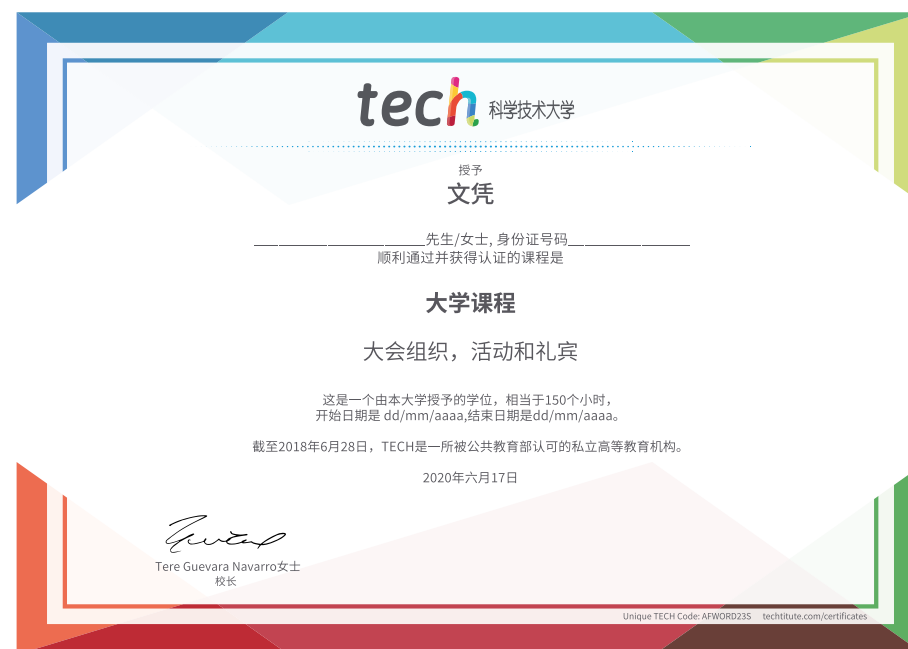 tech 科学技术大学
授予
文凭
______________________先生/女士, 身份证号码________________
顺利通过并获得认证的课程是
大学课程
大会组织，活动和礼宾
这是一个由本大学授予的学位，相当于150个小时，
开始日期是 dd/mm/aaaa,结束日期是dd/mm/aaaa。
截至2018年6月28日，TECH是一所被公共教育部认可的私立高等教育机构。
2020年六月17日
Tere Guevara Navarro女士
校长
Unique TECH Code: AFWORD235 techtitute.com/certificates